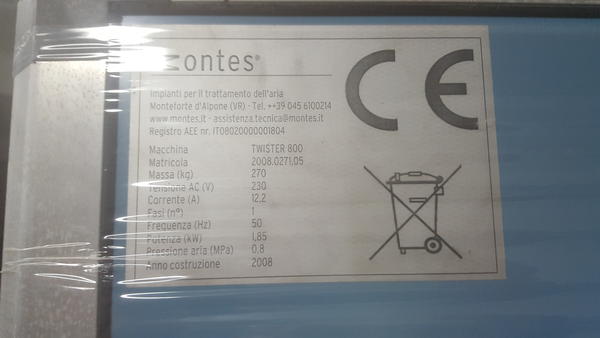 montes®
Impianti per il trattamento dell'aria
Monteforte d'Alpone (VR) - Tel. ++39 045 6100214
www.montes.it - assistenza.tecnica@montes.it
Registro AEE nr. IT08020000001804
Macchina TWISTER 800
Matricola 2008.0271.05
Massa (kg) 270
Tensione AC (V) 230
Corrente (A) 12,2
Fasi (n°) 1
Frequenza (Hz) 50
Potenza (kW) 1,85
Pressione aria (MPa) 0,8
Anno costruzione 2008
CE